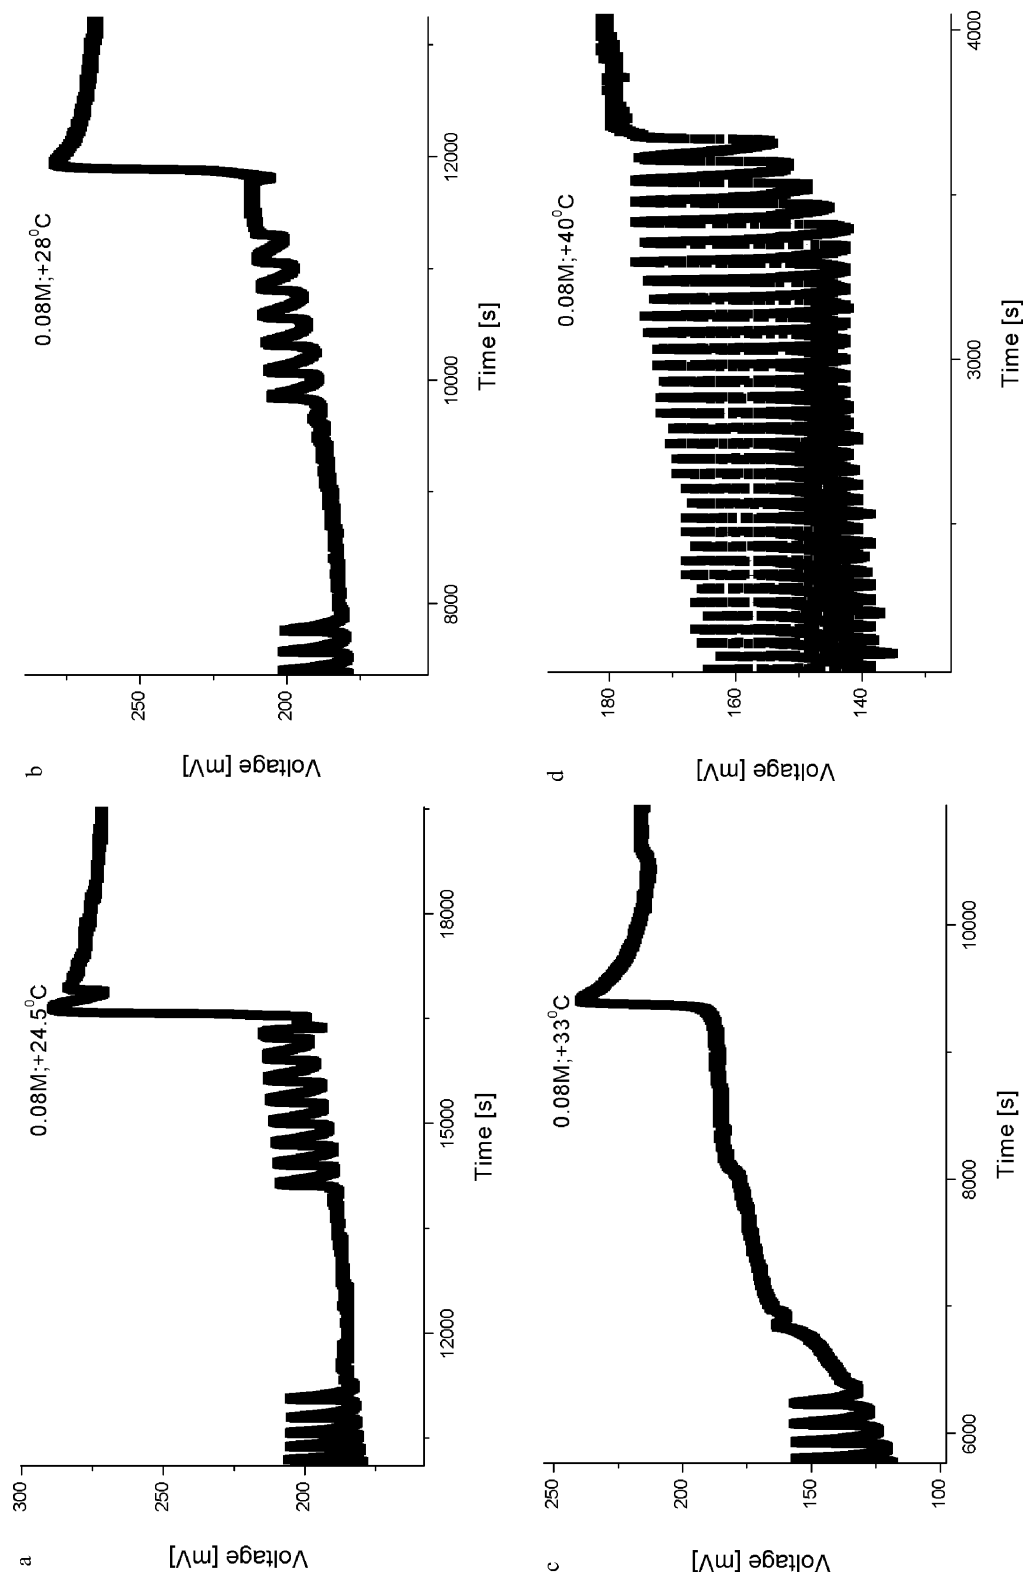 a
0.08M;+24.5⁰C
300
250
200
Voltage [mV]
12000
15000
18000
Time [s]
b
0.08M;+28⁰C
250
200
Voltage [mV]
8000
10000
12000
Time [s]
c
0.08M;+33⁰C
250
200
150
100
Voltage [mV]
6000
8000
10000
Time [s]
d
0.08M;+40⁰C
180
160
140
Voltage [mV]
3000
4000
Time [s]